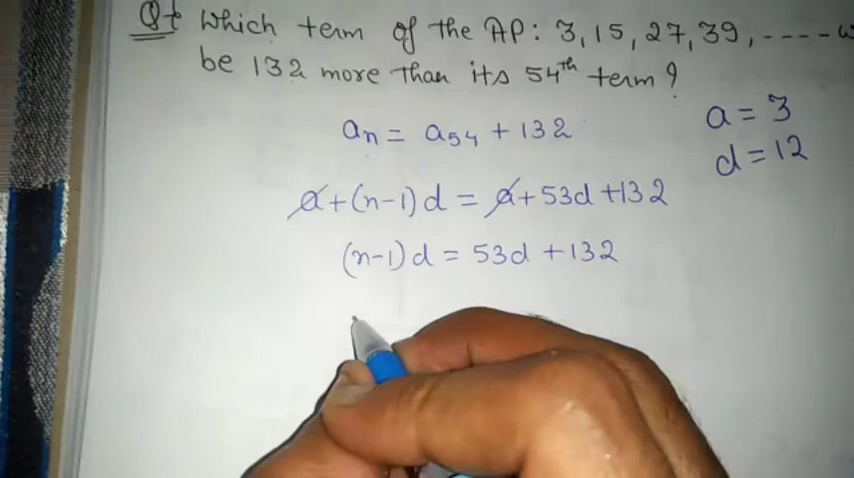 Q† Which term of the AP: 3, 15, 27, 39, ----
be 132 more than its 54th term?
a = 3
an = a54 + 132
d = 12
a + (n-1) d = a + 53d + 132
(n-1) d = 53d + 132